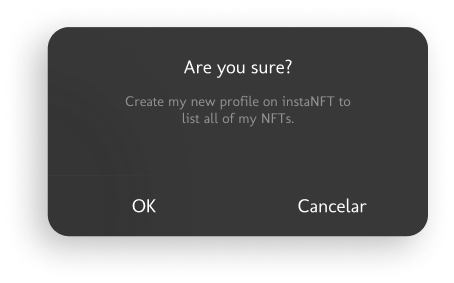 Are you sure?
Create my new profile on instaNFT to
list all of my NFTs.
OK
Cancelar